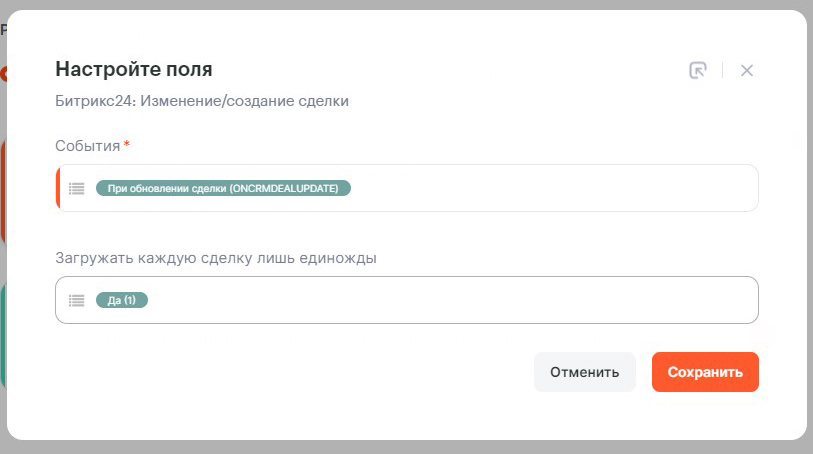 Настройте поля
Битрикс24: Изменение/создание сделки
События *
При обновлении сделки (ONCRMDEALUPDATE)
Загружать каждую сделку лишь единожды
Да (1)
Отменить
Сохранить